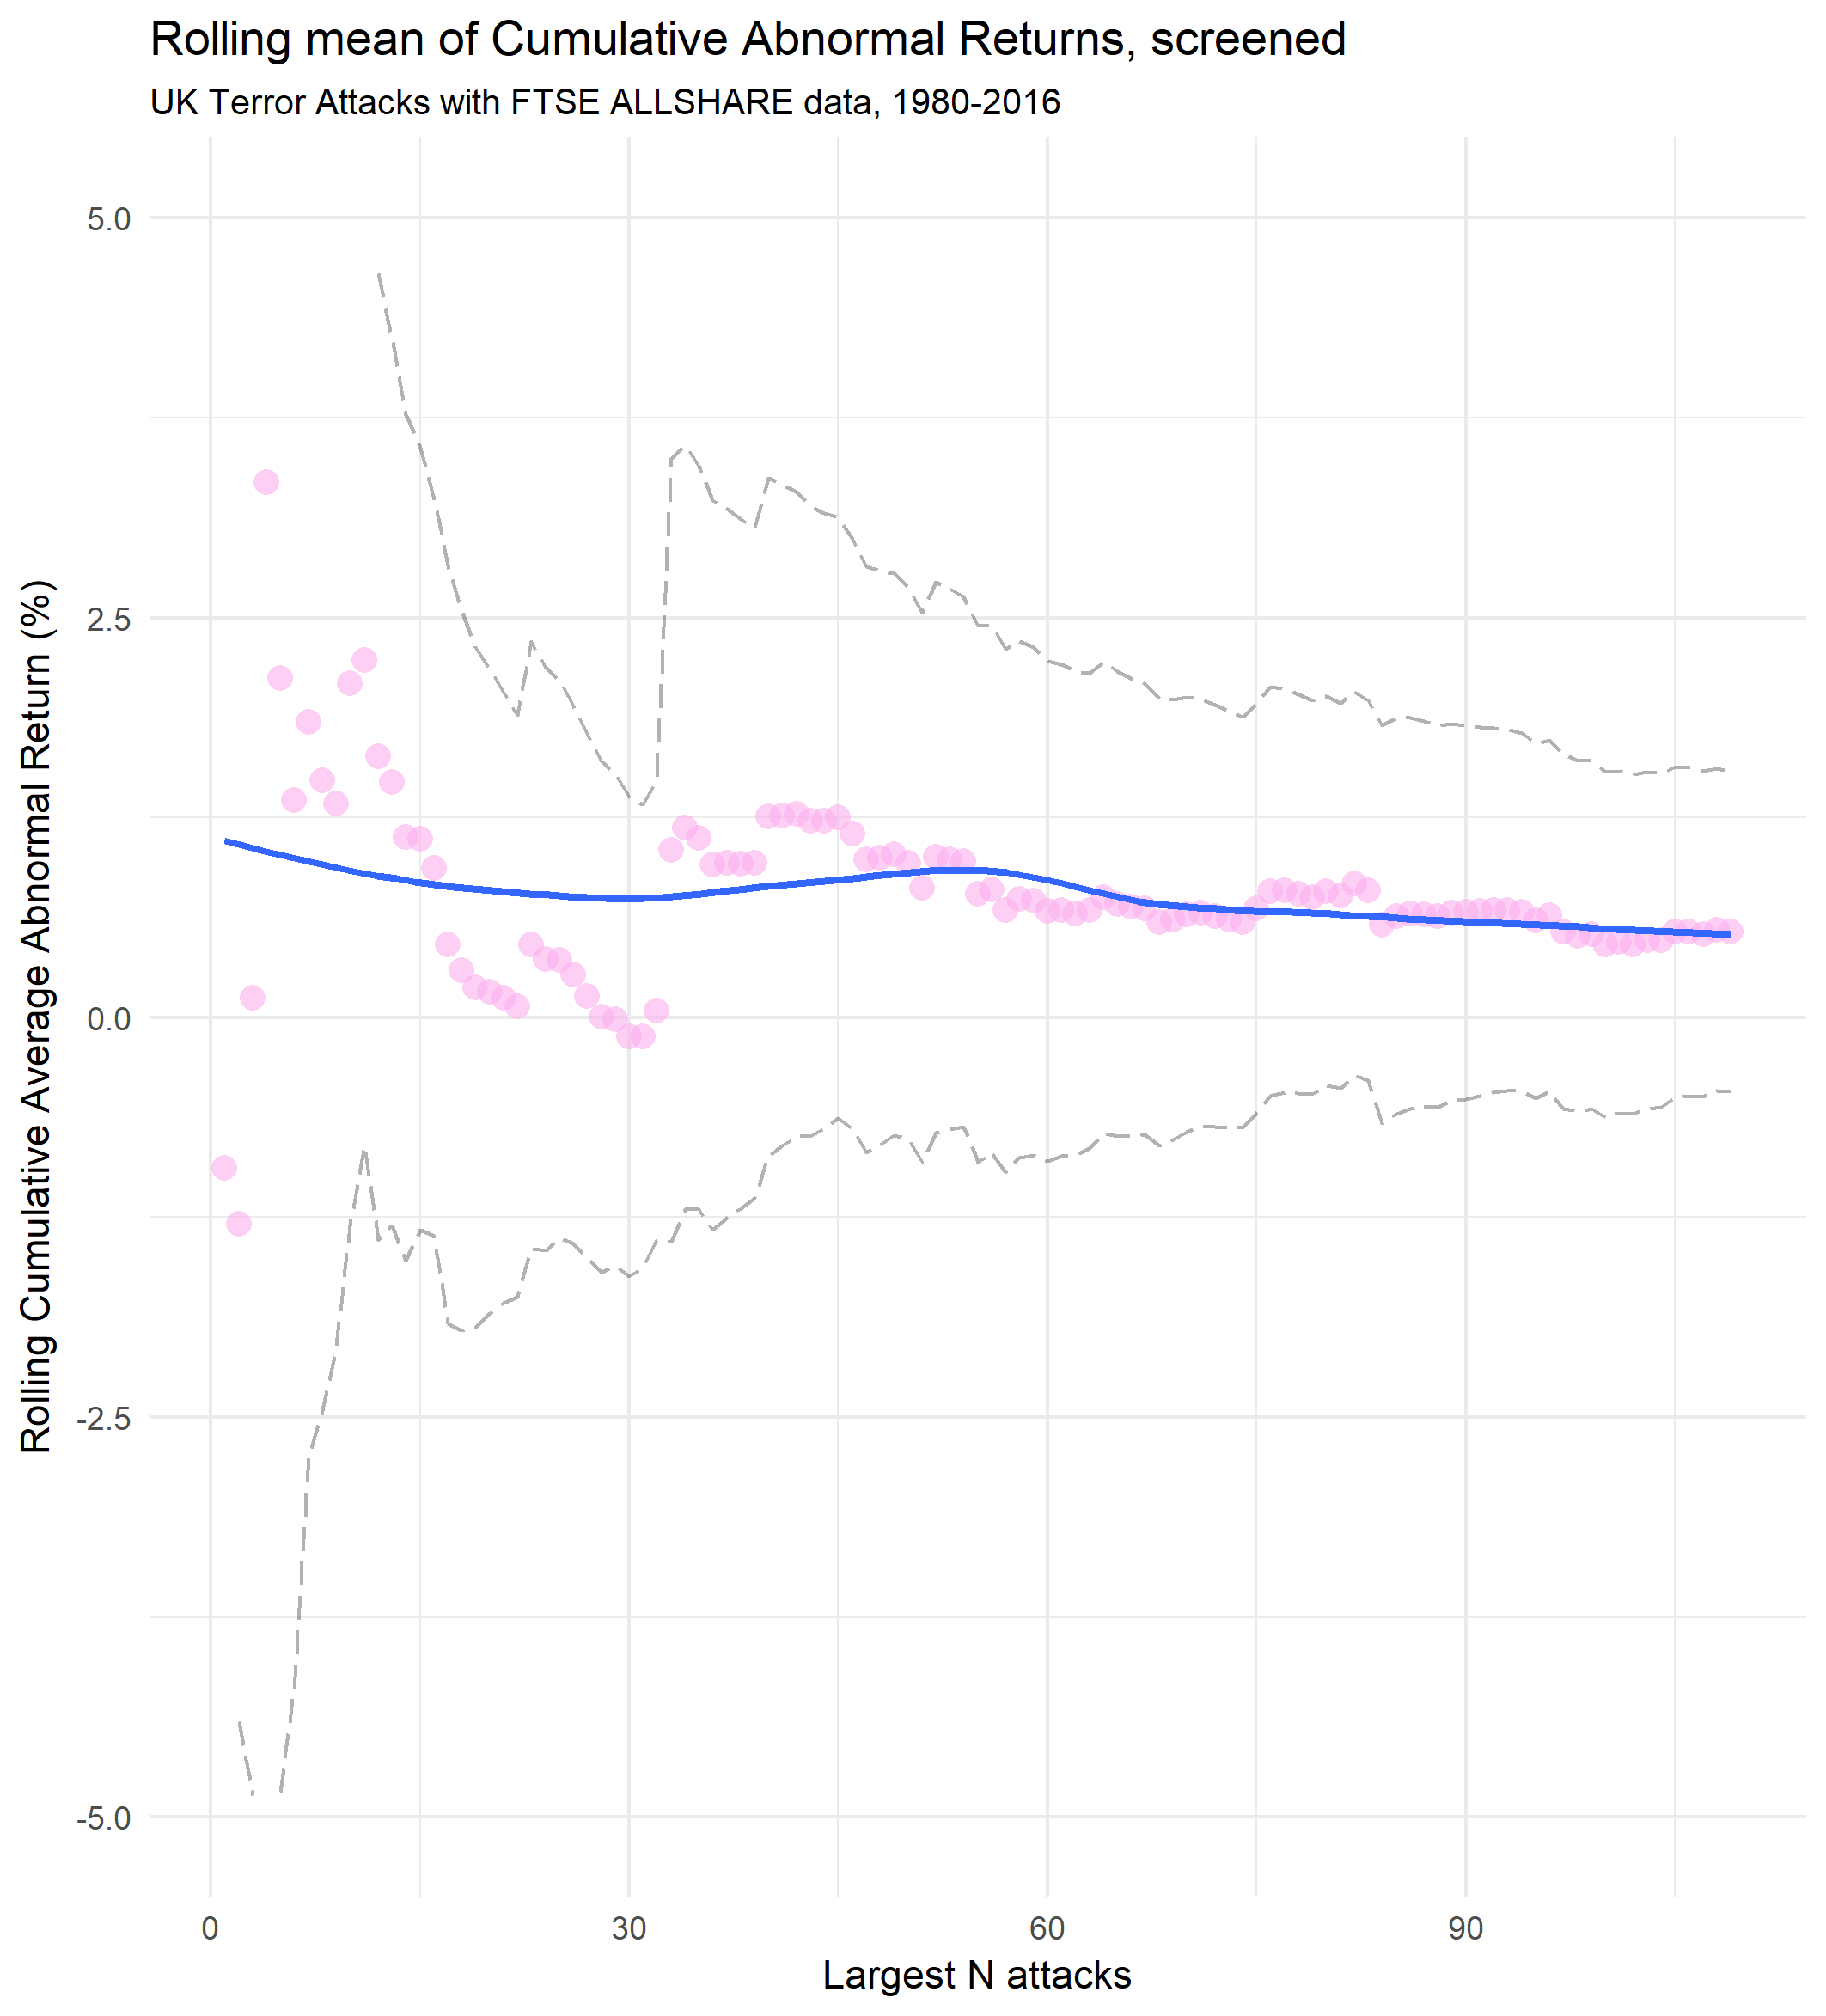 Rolling mean of Cumulative Abnormal Returns, screened
UK Terror Attacks with FTSE ALLSHARE data, 1980-2016
Rolling Cumulative Average Abnormal Return (%)
5.0
2.5
0.0
-2.5
-5.0
0
30
60
90
Largest N attacks